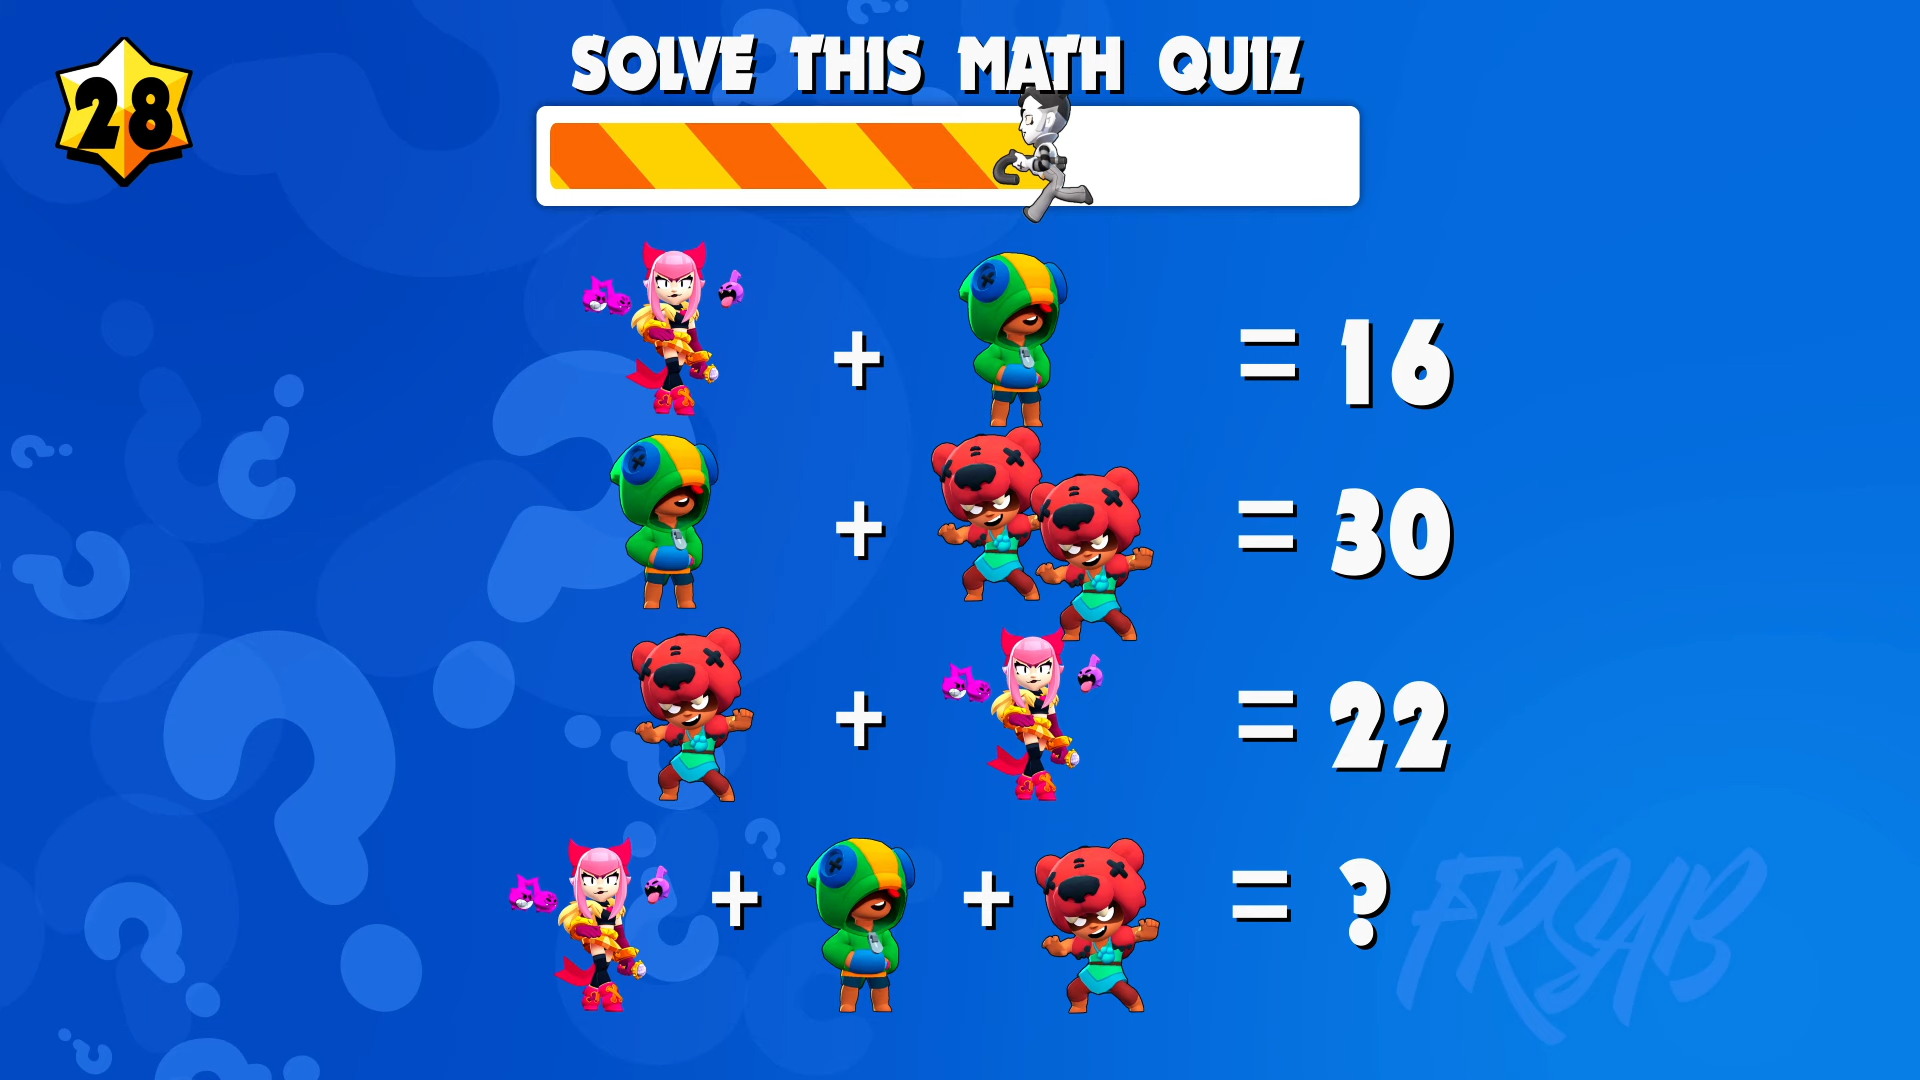 SOLVE THIS MATH QUIZ
28
+ = 16
+ = 30
+ = 22
+ + = ?
FRSAB